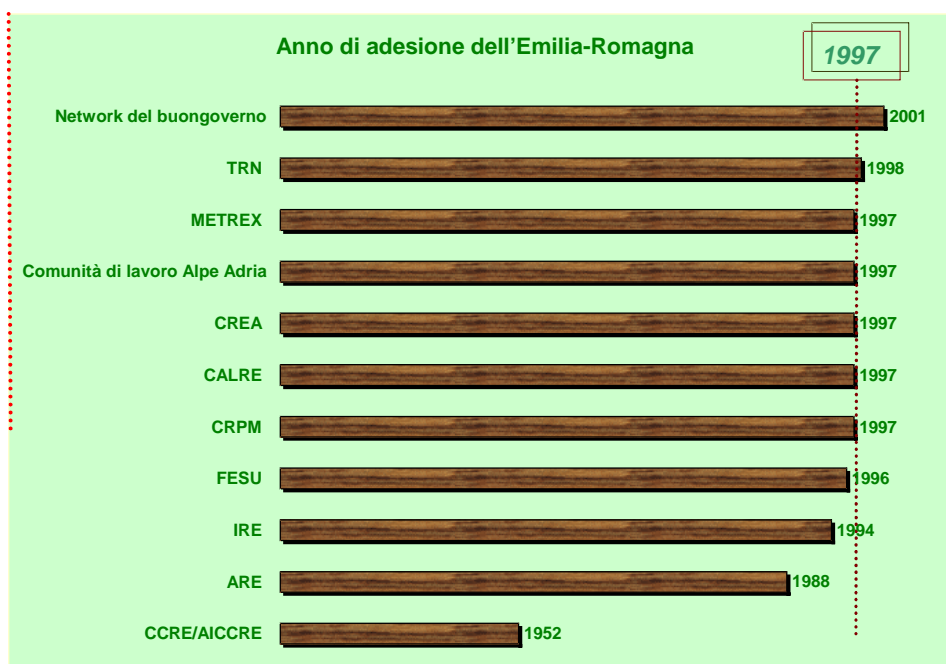 Anno di adesione dell'Emilia-Romagna
1997
Network del buongoverno 2001
TRN 1998
METREX 1997
Comunità di lavoro Alpe Adria 1997
CREA 1997
CALRE 1997
CRPM 1997
FESU 1996
IRE 1994
ARE 1988
CCRE/AICCRE 1952